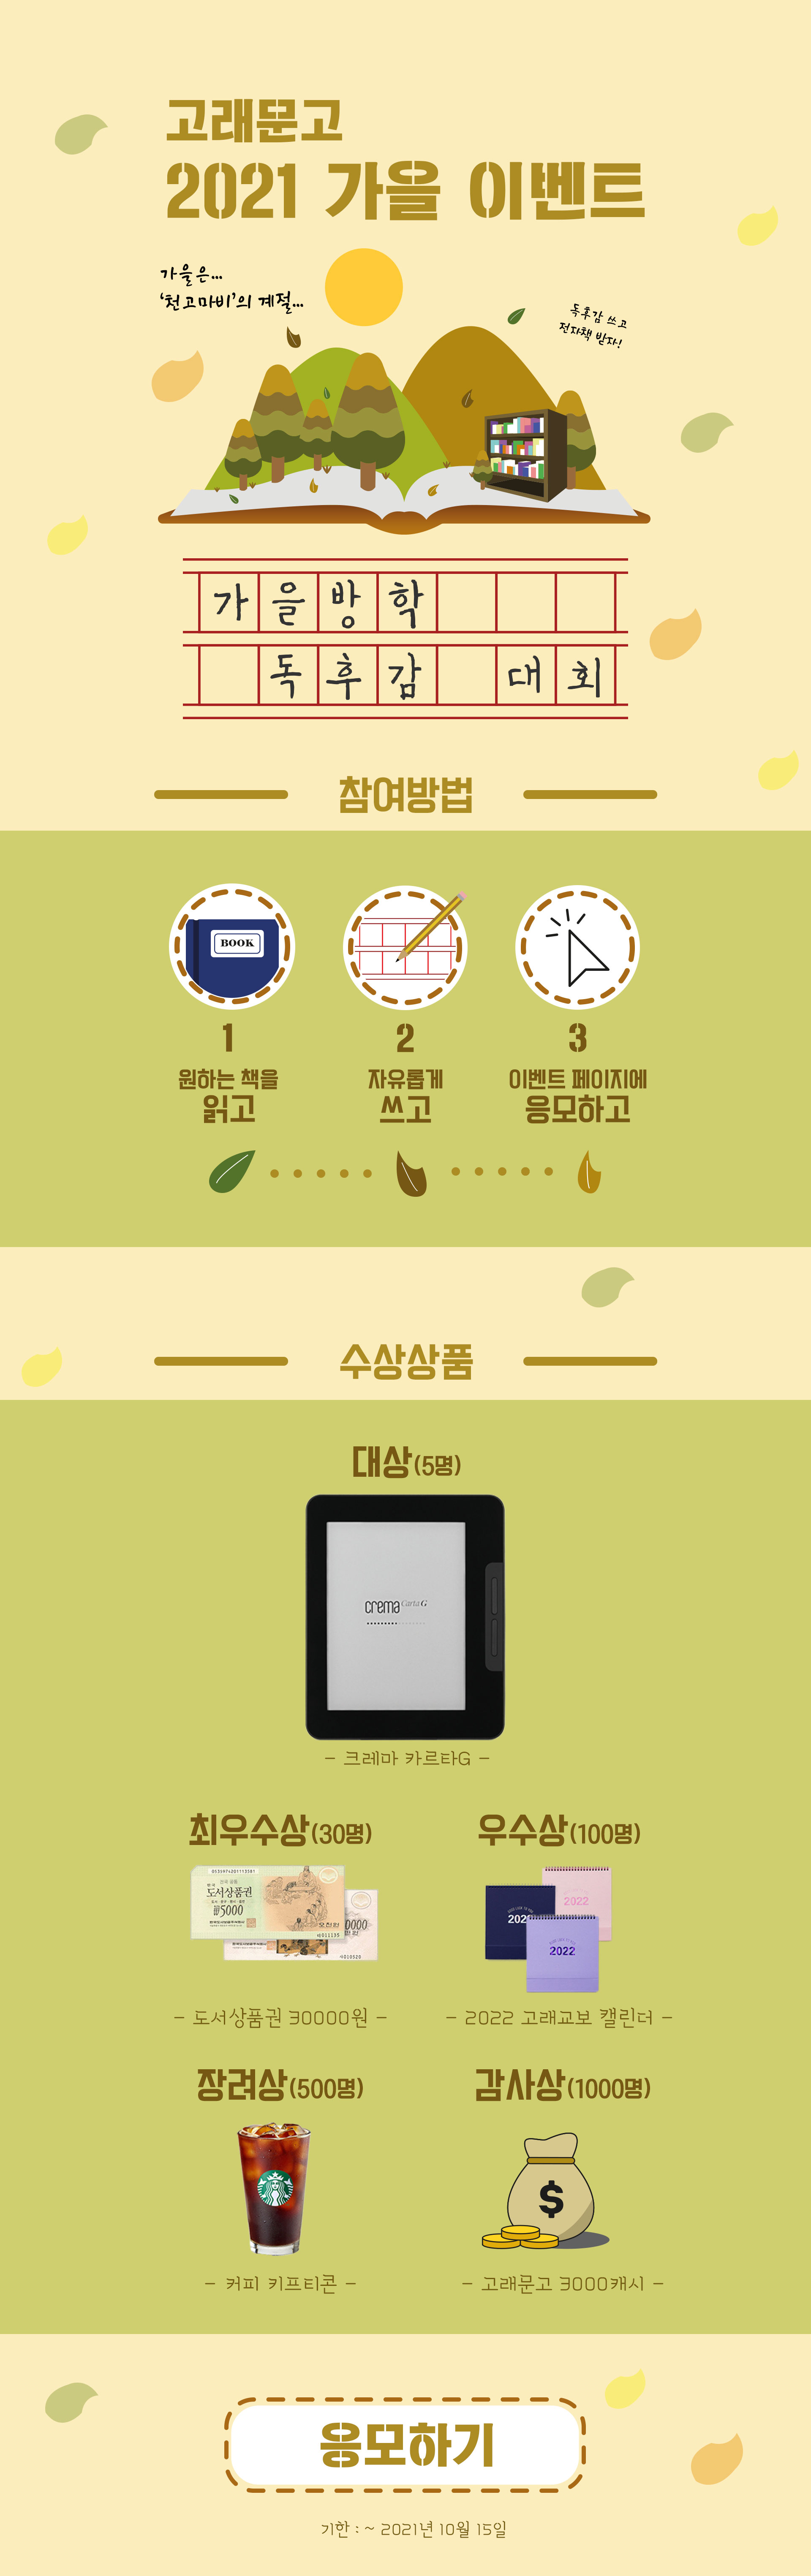 고래문고
2021 가을 이벤트
가을은...
'천고마비'의 계절...
독후감 쓰고
전자책 받자!
가을방학
독후감 대회
참여방법
BOOK
1
원하는 책을
읽고
2
자유롭게
쓰고
3
이벤트 페이지에
응모하고
수상상품
대상(5명)
crema Carta G
- 크레마 카르타G -
최우수상(30명)
도서상품권
5000
- 도서상품권 30000원 -
우수상(100명)
2022
2022
- 2022 고래교보 캘린더 -
장려상(500명)
- 커피 키프티콘 -
감사상(1000명)
$
- 고래문고 3000캐시 -
응모하기
기한 : ~ 2021년 10월 15일